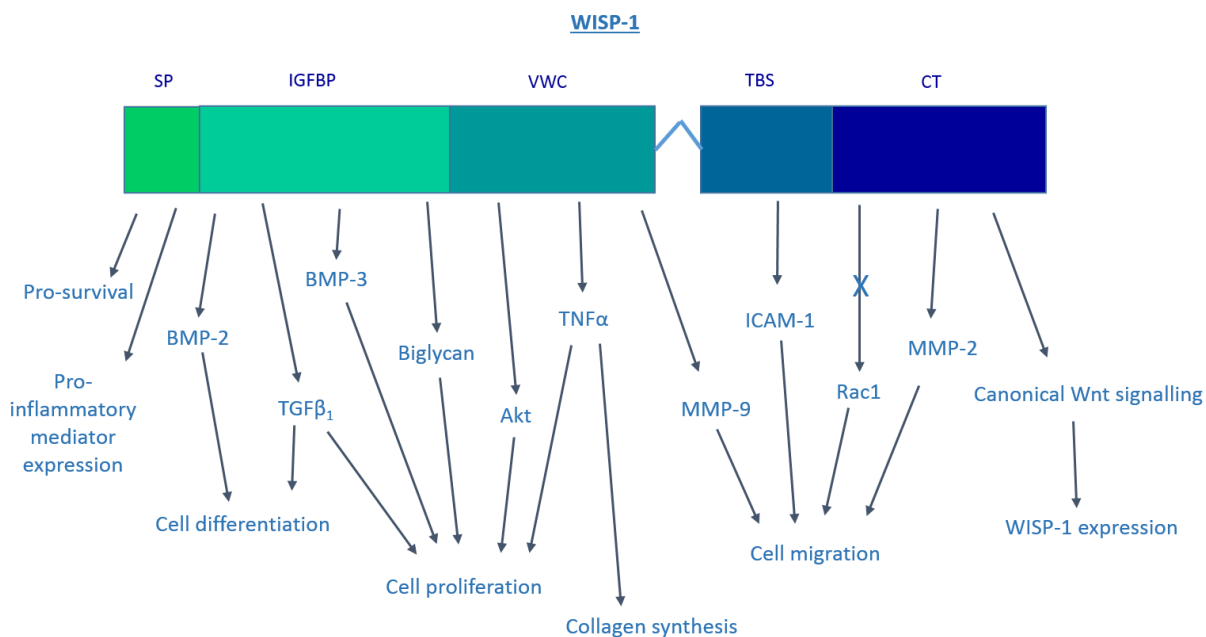 WISP-1
SP
IGFBP
VWC
TBS
CT
Pro-survival
BMP-3
BMP-2
TNFα
ICAM-1
X
MMP-2
Biglycan
Pro-
inflammatory
mediator
expression
TGFβ₁
Akt
MMP-9
Rac1
Canonical Wnt signalling
Cell differentiation
WISP-1 expression
Cell migration
Cell proliferation
Collagen synthesis